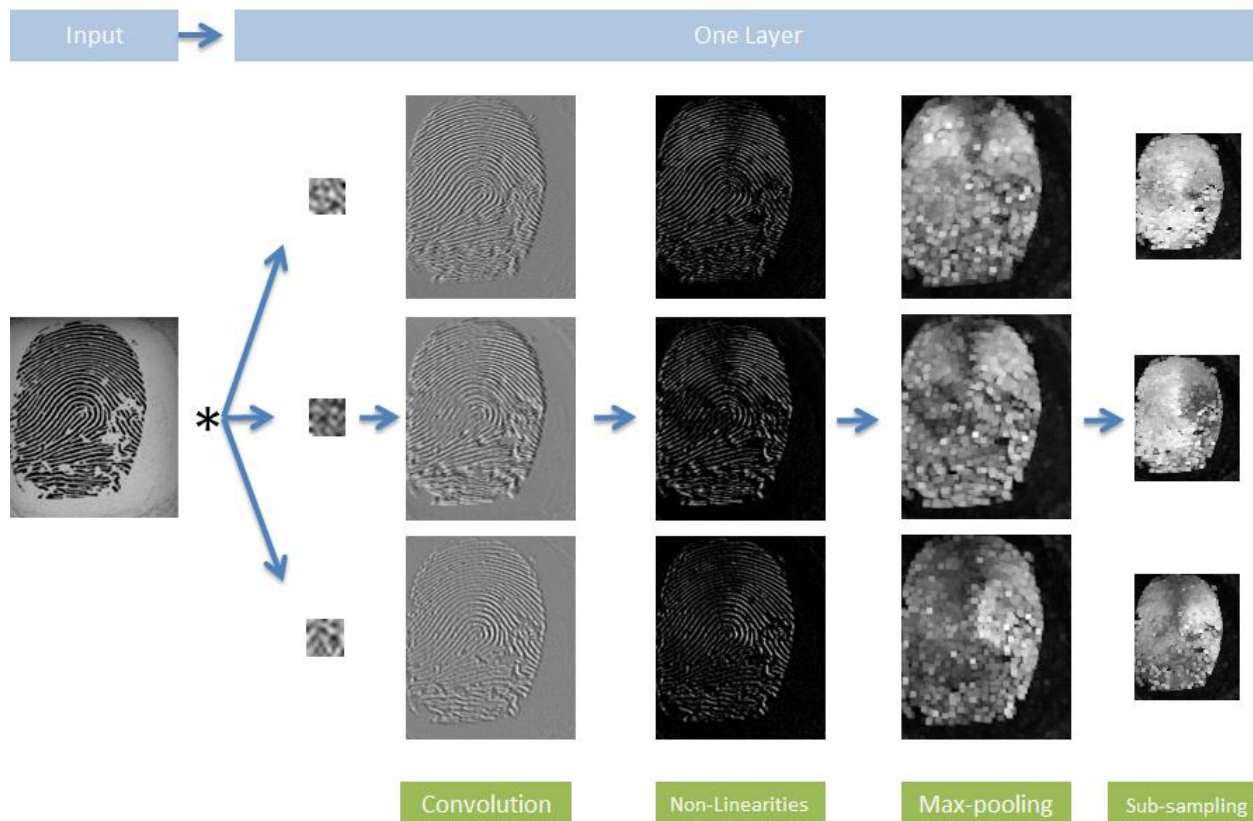 Input
One Layer
*
Convolution
Non-Linearities
Max-pooling
Sub-sampling